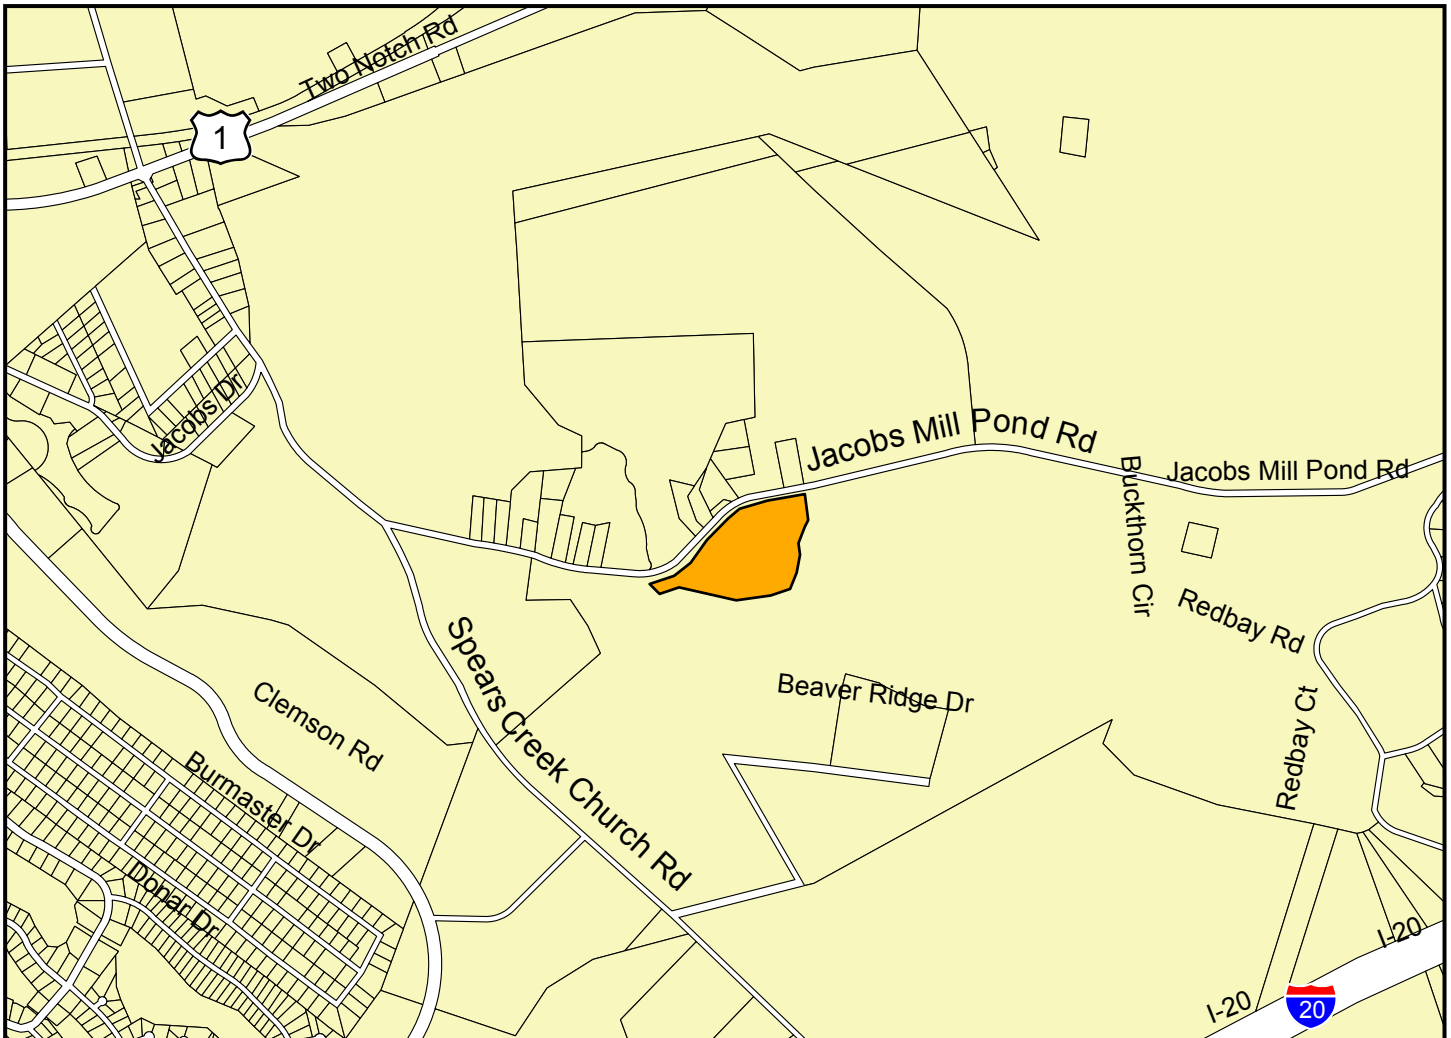 Two Notch Rd
1
Jacobs Dr
Jacobs Mill Pond Rd
Jacobs Mill Pond Rd
Buckthorn Cir
Redbay Rd
Spears Creek Church Rd
Beaver Ridge Dr
Clemson Rd
Redbay Ct
Burmaster Dr
Donar Dr
I-20
I-20
20